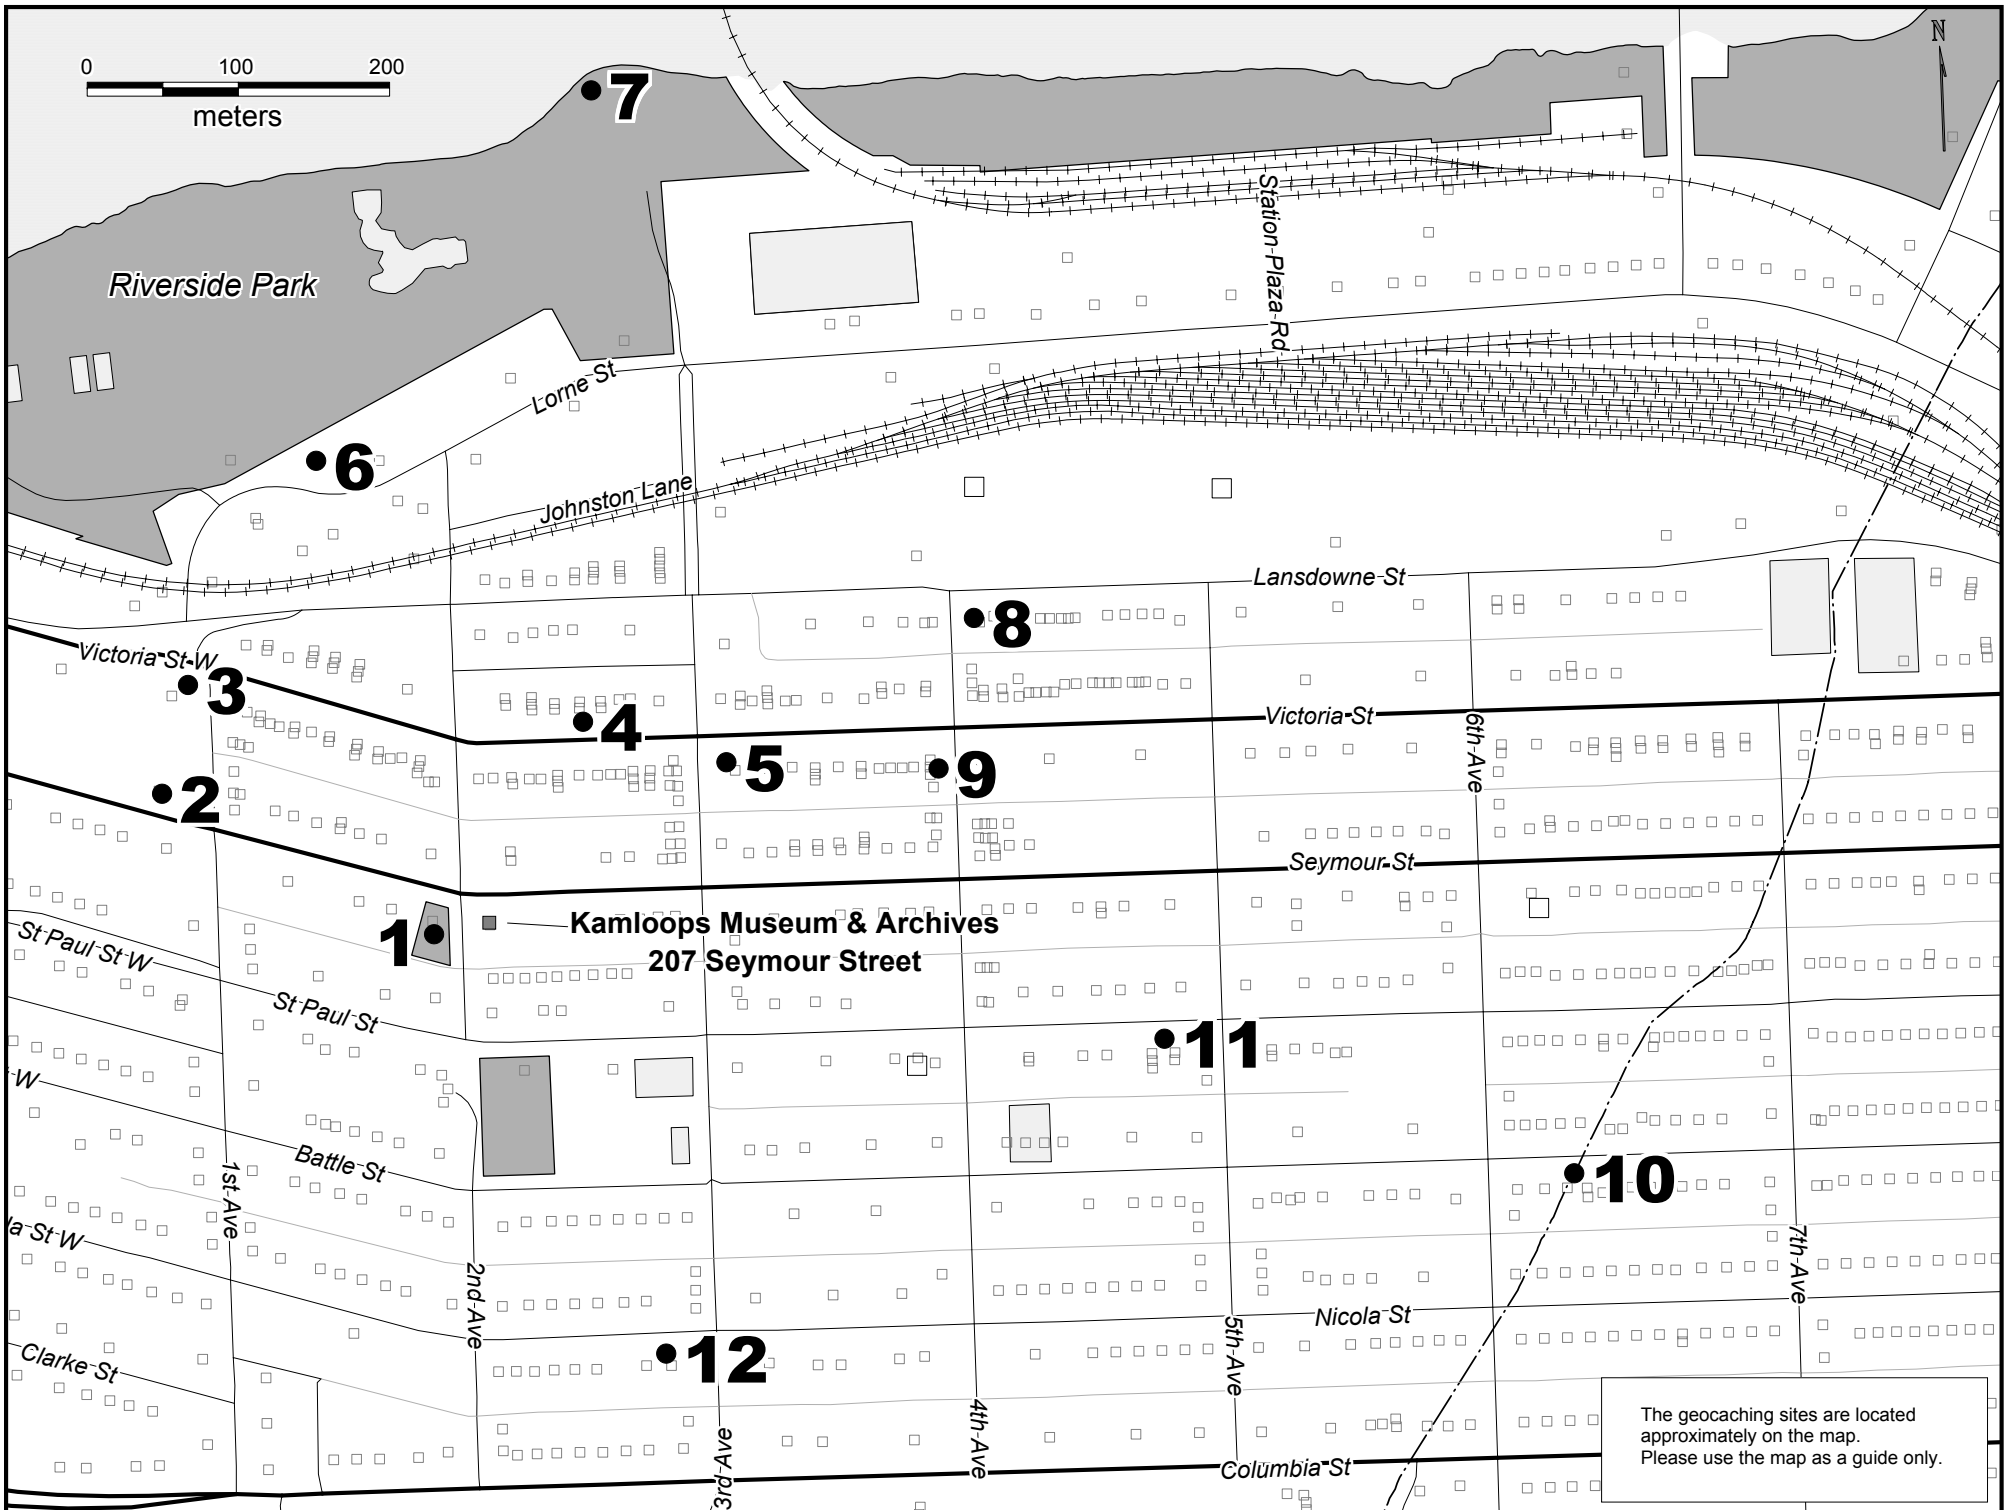 0 100 200
meters
N
7
Riverside Park
Station Plaza Rd
Lorne St
6
Johnston Lane
Lansdowne St
8
Victoria St W
3
4
Victoria St
6th Ave
5
9
2
Seymour St
1
Kamloops Museum & Archives
207 Seymour Street
St Paul St W
St Paul St
11
W
Battle St
1st Ave
10
la St W
2nd Ave
7th Ave
Nicola St
5th Ave
Clarke St
12
4th Ave
3rd Ave
Columbia St
The geocaching sites are located
approximately on the map.
Please use the map as a guide only.